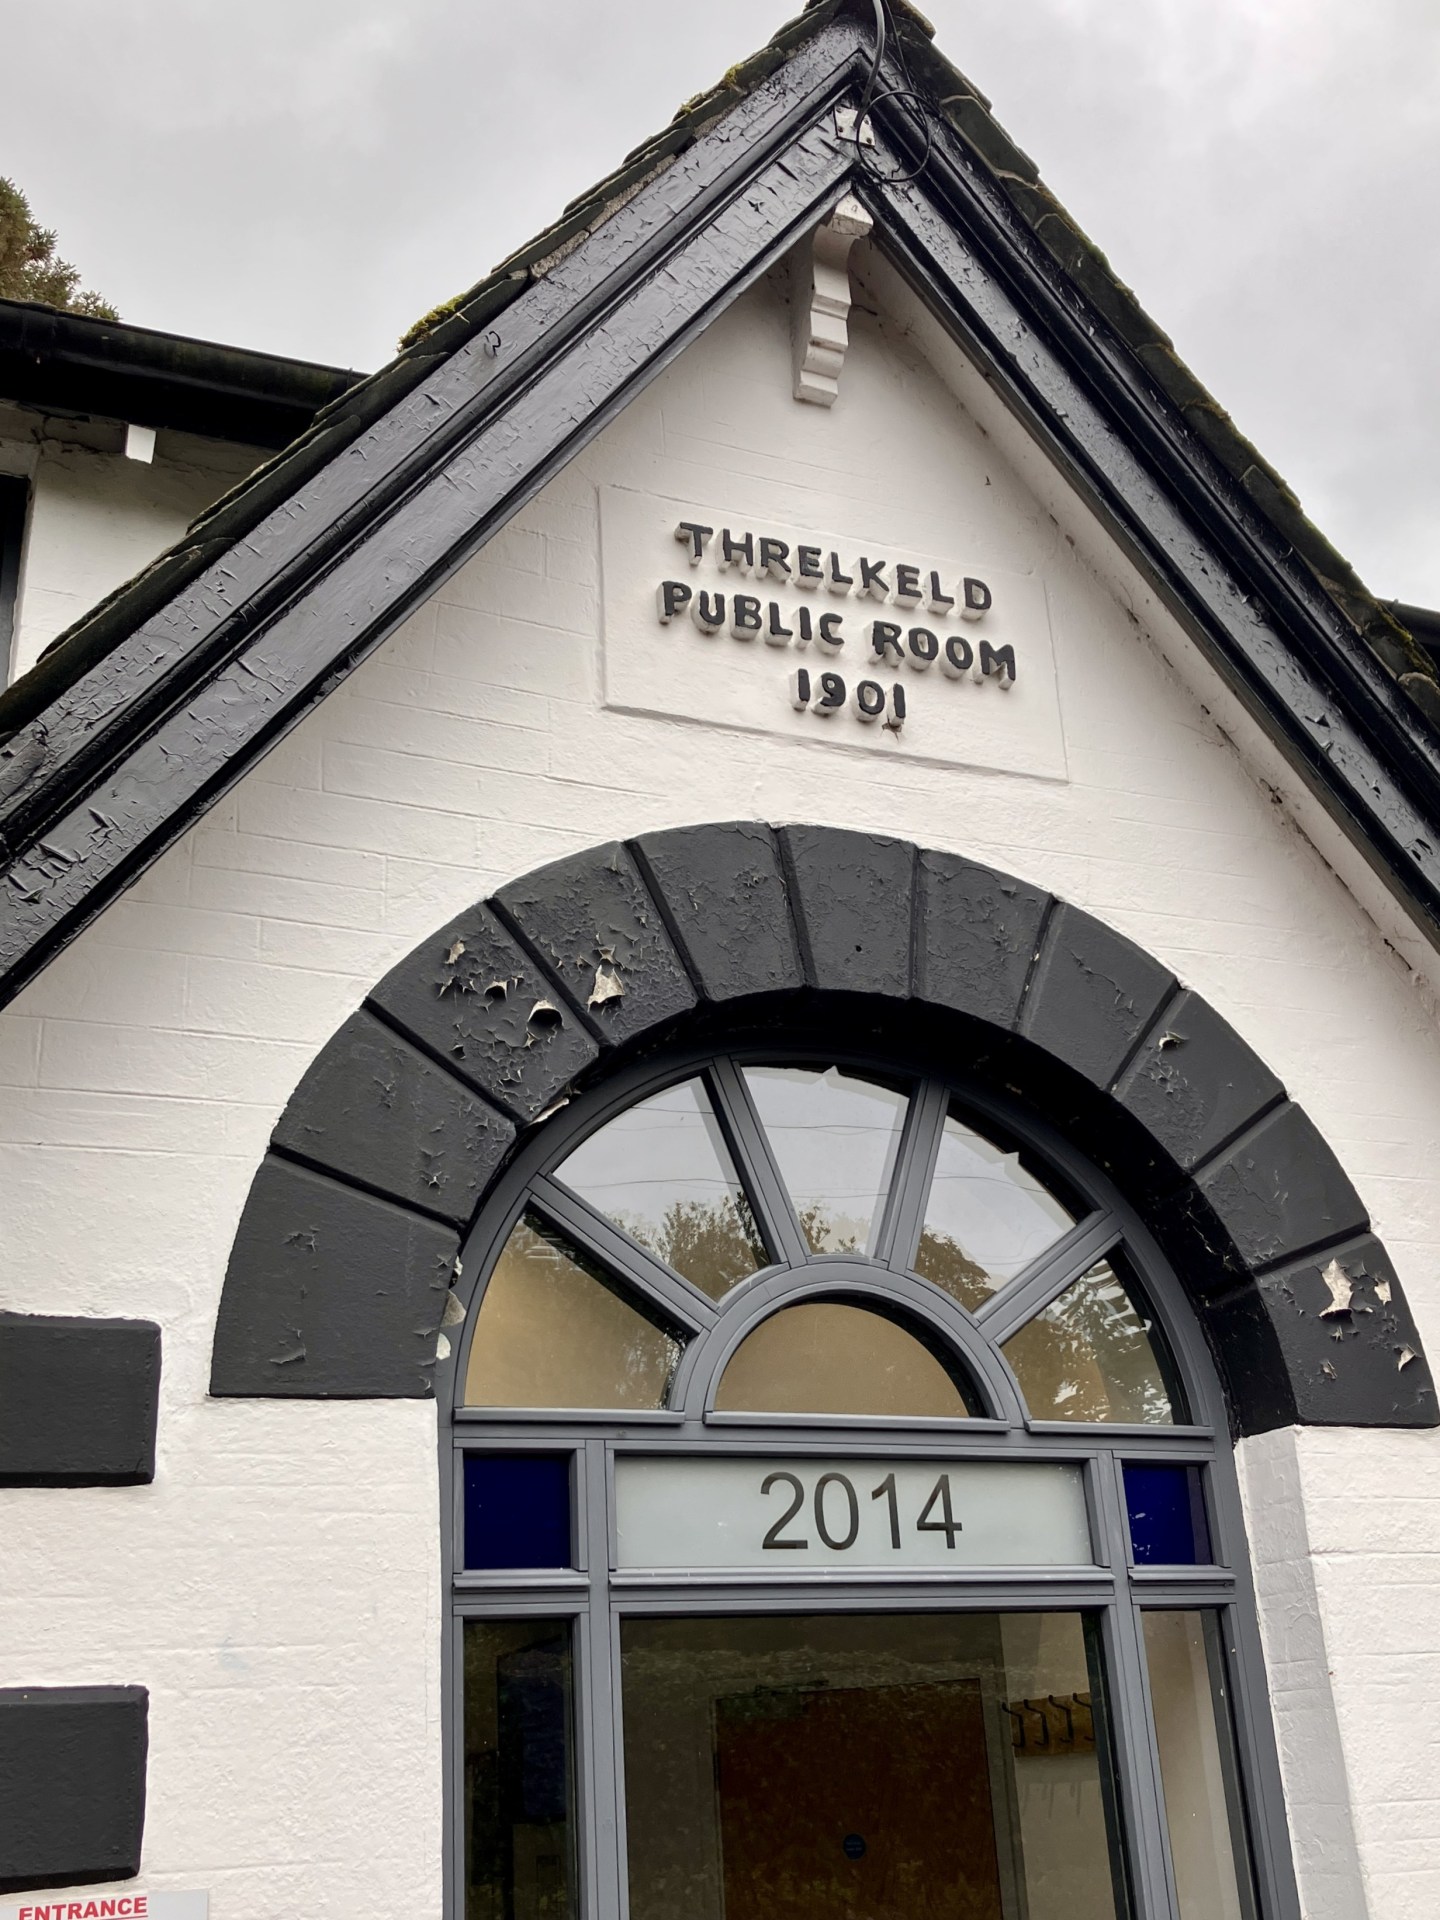 THRELKELD
PUBLIC ROOM
1901
2014
ENTRANCE